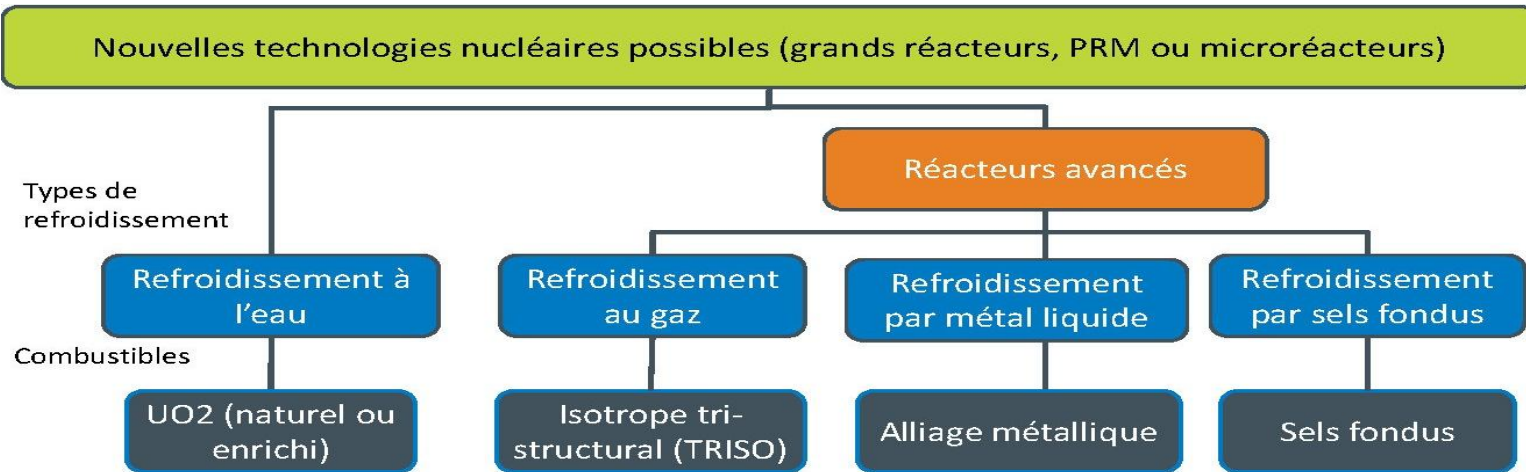 Nouvelles technologies nucléaires possibles (grands réacteurs, PRM ou microréacteurs)
Réacteurs avancés
Types de
refroidissement
Refroidissement à
l'eau
Refroidissement
au gaz
Refroidissement
par métal liquide
Refroidissement
par sels fondus
Combustibles
UO2 (naturel ou
enrichi)
Isotrope tri-
structural (TRISO)
Alliage métallique
Sels fondus